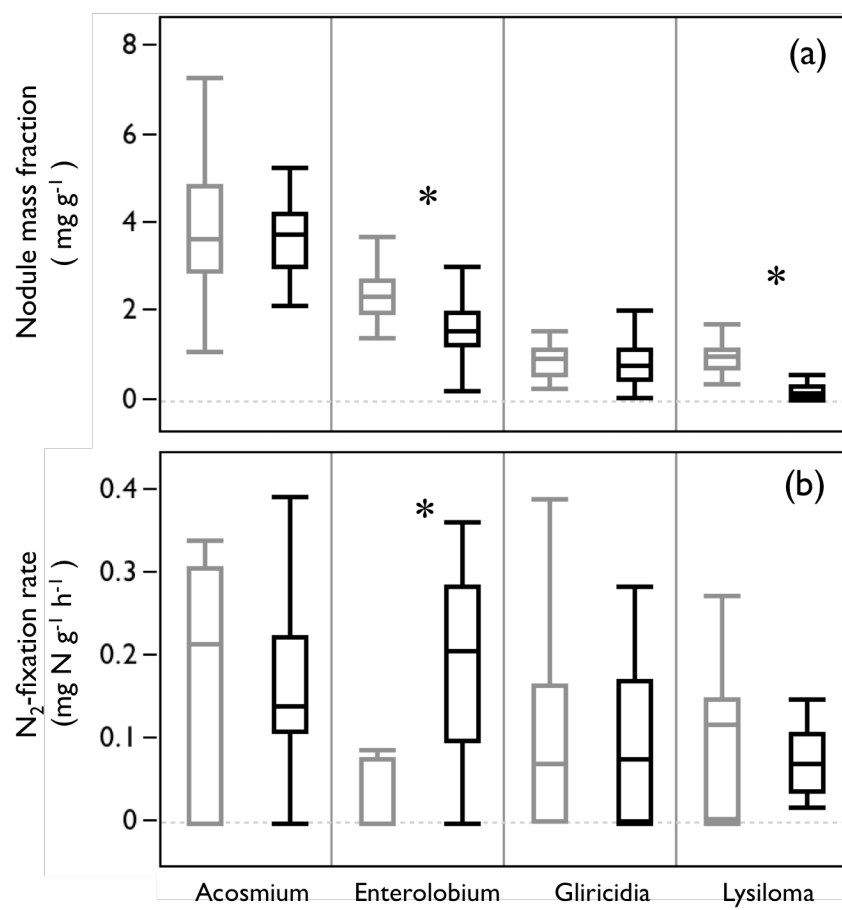 (a)
Nodule mass fraction
( mg g⁻¹ )
8
6
4
2
0
*
*
(b)
N₂-fixation rate
(mg N g⁻¹ h⁻¹ )
0.4
0.3
0.2
0.1
0
*
Acosmium Enterolobium Gliricidia Lysiloma